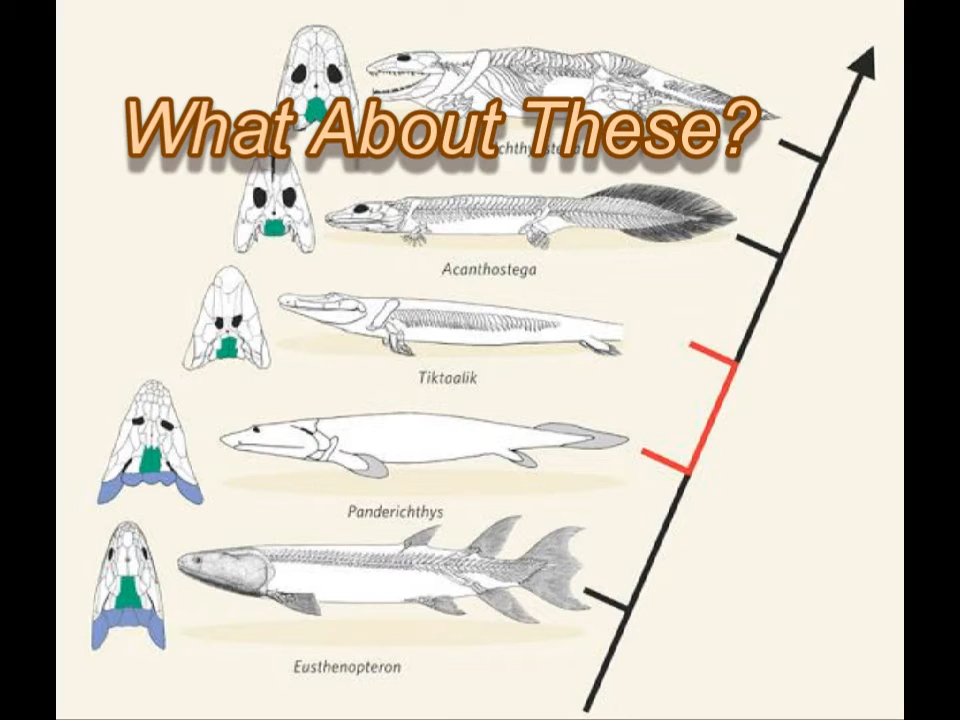 What About These?
Acanthostega
Tiktaalik
Panderichthys
Eusthenopteron